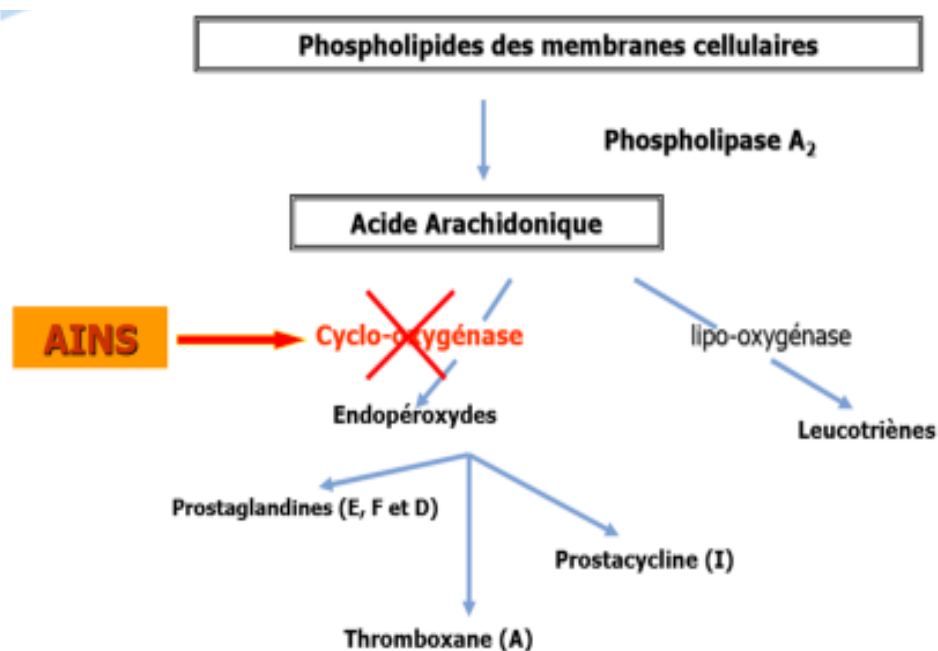 Phospholipides des membranes cellulaires
Phospholipase A₂
Acide Arachidonique
AINS
Cyclo-oxygénase
lipo-oxygénase
Endopéroxydes
Leucotriènes
Prostaglandines (E, F et D)
Prostacycline (I)
Thromboxane (A)